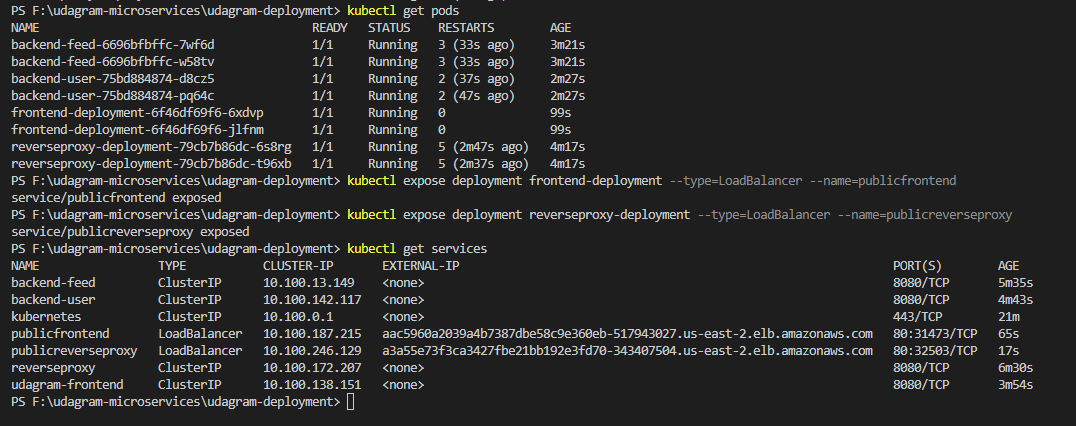 PS F:\udagram-microservices\udagram-deployment> kubectl get pods
NAME READY STATUS RESTARTS AGE
backend-feed-6696bfbffc-7wf6d 1/1 Running 3 (33s ago) 3m21s
backend-feed-6696bfbffc-w58tv 1/1 Running 3 (33s ago) 3m21s
backend-user-75bd884874-d8cz5 1/1 Running 2 (37s ago) 2m27s
backend-user-75bd884874-pq64c 1/1 Running 2 (47s ago) 2m27s
frontend-deployment-6f46df69f6-6xdvp 1/1 Running 0 99s
frontend-deployment-6f46df69f6-jlfnm 1/1 Running 0 99s
reverseproxy-deployment-79cb7b86dc-6s8rg 1/1 Running 5 (2m47s ago) 4m17s
reverseproxy-deployment-79cb7b86dc-t96xb 1/1 Running 5 (2m37s ago) 4m17s
PS F:\udagram-microservices\udagram-deployment> kubectl expose deployment frontend-deployment --type=LoadBalancer --name=publicfrontend
service/publicfrontend exposed
PS F:\udagram-microservices\udagram-deployment> kubectl expose deployment reverseproxy-deployment --type=LoadBalancer --name=publicreverseproxy
service/publicreverseproxy exposed
PS F:\udagram-microservices\udagram-deployment> kubectl get services
NAME TYPE CLUSTER-IP EXTERNAL-IP PORT(S) AGE
backend-feed ClusterIP 10.100.13.149 <none> 8080/TCP 5m35s
backend-user ClusterIP 10.100.142.117 <none> 8080/TCP 4m43s
kubernetes ClusterIP 10.100.0.1 <none> 443/TCP 21m
publicfrontend LoadBalancer 10.100.187.215 aac5960a2039a4b7387dbe58c9e360eb-517943027.us-east-2.elb.amazonaws.com 80:31473/TCP 65s
publicreverseproxy LoadBalancer 10.100.246.129 a3a55e73f3ca3427fbe21bb192e3fd70-343407504.us-east-2.elb.amazonaws.com 80:32503/TCP 17s
reverseproxy ClusterIP 10.100.172.207 <none> 8080/TCP 6m30s
udagram-frontend ClusterIP 10.100.138.151 <none> 8080/TCP 3m54s
PS F:\udagram-microservices\udagram-deployment>